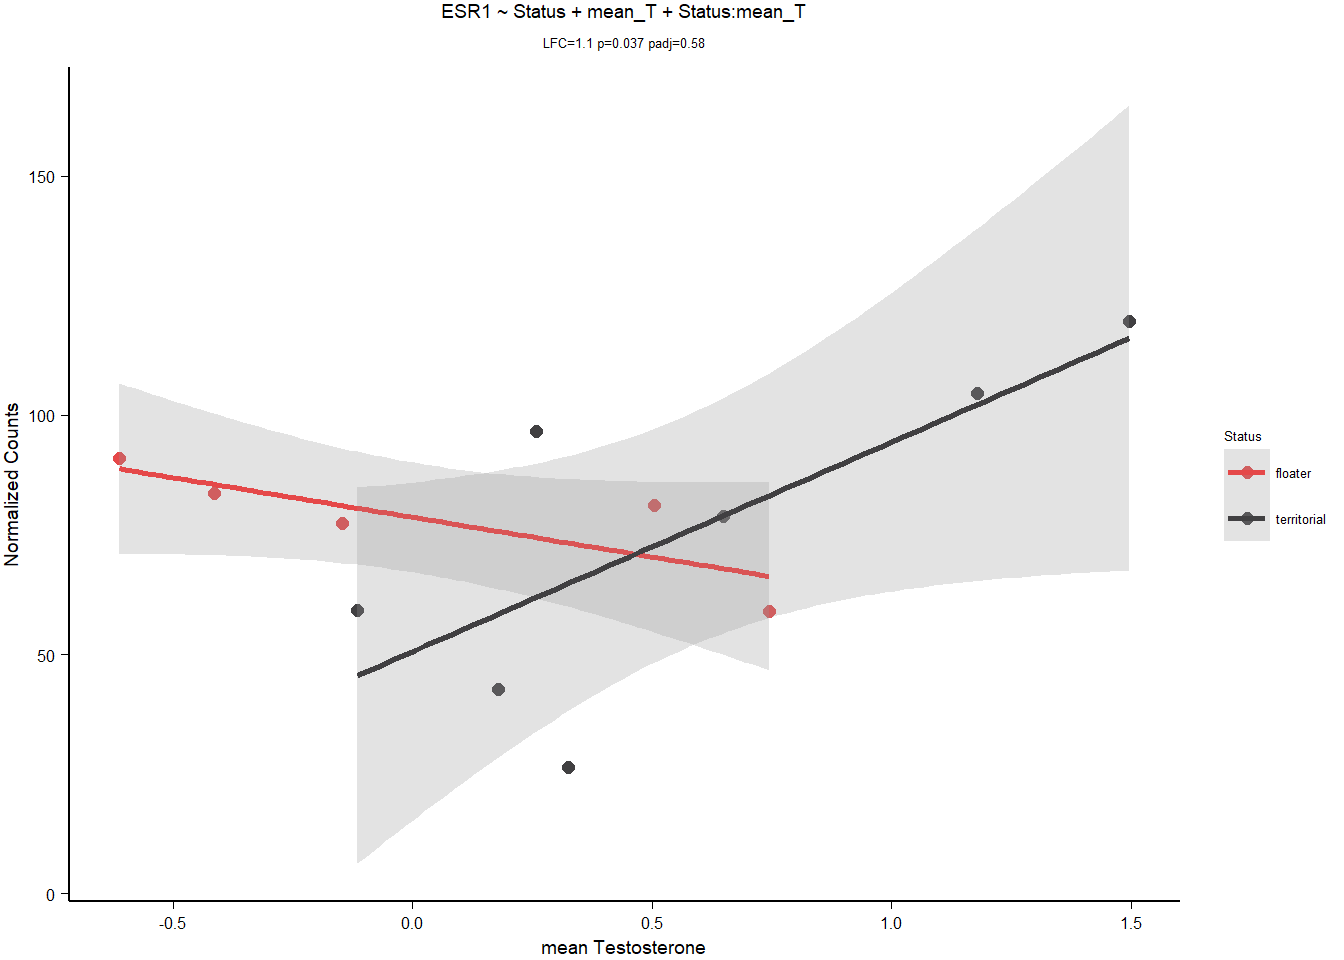 ESR1 ~ Status + mean_T + Status:mean_T
LFC=1.1 p=0.037 padj=0.58
150
100
50
0
Normalized Counts
-0.5
0.0
0.5
1.0
1.5
mean Testosterone
Status
floater
territorial